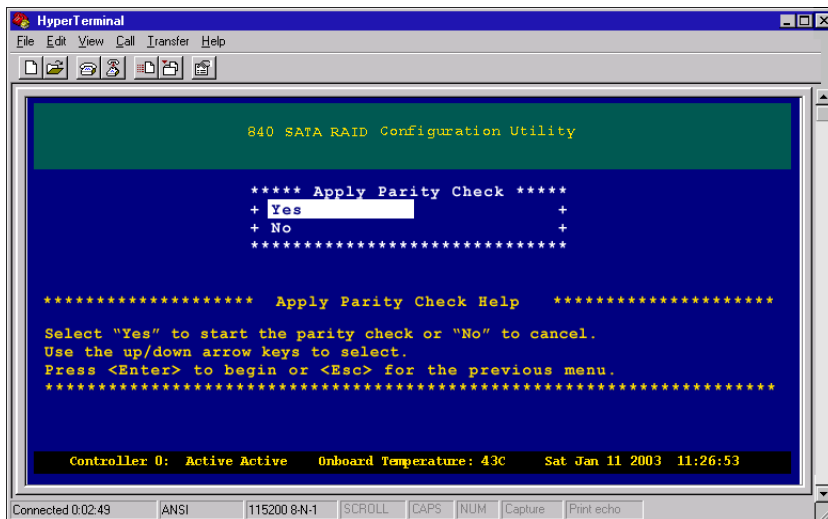 HyperTerminal
File Edit View Call Transfer Help
840 SATA RAID Configuration Utility
***** Apply Parity Check *****
+ Yes +
+ No +
******************************
******************** Apply Parity Check Help *********************
Select “Yes” to start the parity check or “No” to cancel.
Use the up/down arrow keys to select.
Press <Enter> to begin or <Esc> for the previous menu.
*********************************************************************
Controller 0: Active Active Onboard Temperature: 43C Sat Jan 11 2003 11:26:53
Connected 0:02:49 ANSI 115200 8-N-1 SCROLL CAPS NUM Capture Print echo